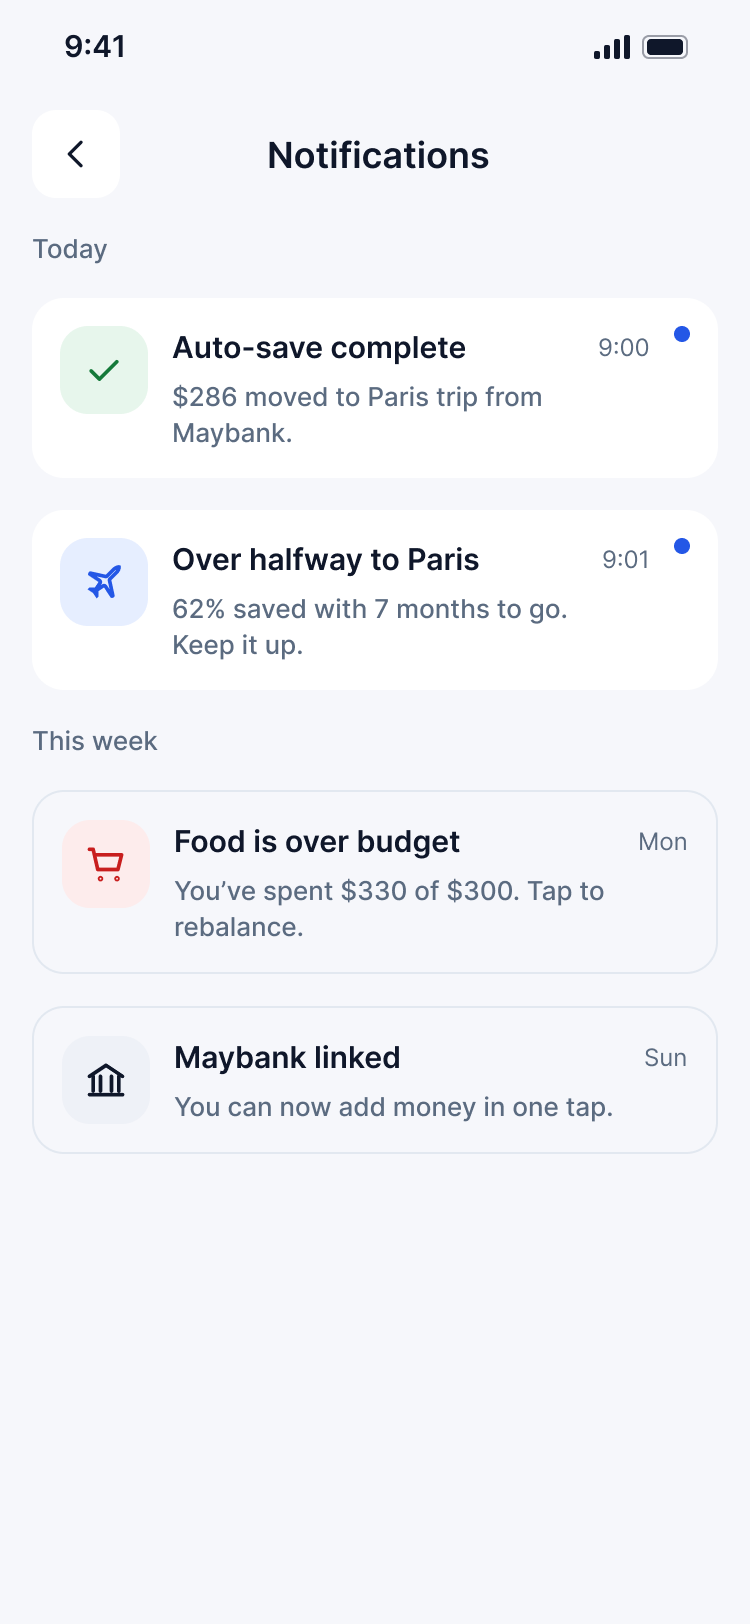 9:41
Notifications
Today
Auto-save complete
9:00
$286 moved to Paris trip from
Maybank.
Over halfway to Paris
9:01
62% saved with 7 months to go.
Keep it up.
This week
Food is over budget
Mon
You’ve spent $330 of $300. Tap to
rebalance.
Maybank linked
Sun
You can now add money in one tap.